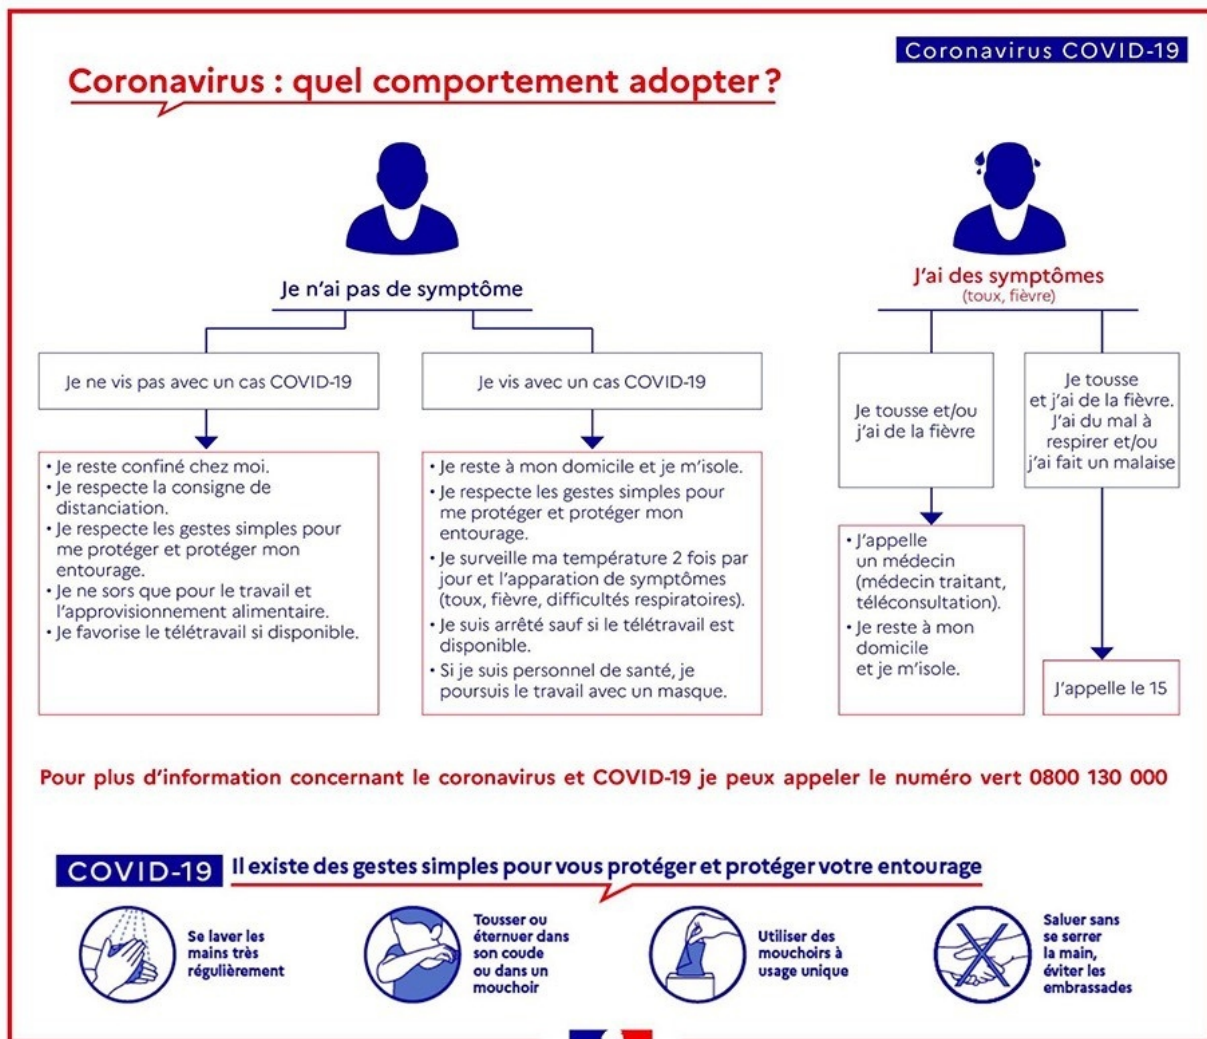 Coronavirus COVID-19
Coronavirus : quel comportement adopter ?
Je n'ai pas de symptôme
Je ne vis pas avec un cas COVID-19
• Je reste confiné chez moi.
• Je respecte la consigne de
distanciation.
• Je respecte les gestes simples pour
me protéger et protéger mon
entourage.
• Je ne sors que pour le travail et
l'approvisionnement alimentaire.
• Je favorise le télétravail si disponible.
Je vis avec un cas COVID-19
• Je reste à mon domicile et je m'isole.
• Je respecte les gestes simples pour
me protéger et protéger mon
entourage.
• Je surveille ma température 2 fois par
jour et l'apparation de symptômes
(toux, fièvre, difficultés respiratoires).
• Je suis arrêté sauf si le télétravail est
disponible.
• Si je suis personnel de santé, je
poursuis le travail avec un masque.
J'ai des symptômes
(toux, fièvre)
Je tousse et/ou
j'ai de la fièvre
• J'appelle
un médecin
(médecin traitant,
téléconsultation).
• Je reste à mon
domicile
et je m'isole.
Je tousse
et j'ai de la fièvre.
J'ai du mal à
respirer et/ou
j'ai fait un malaise
J'appelle le 15
Pour plus d'information concernant le coronavirus et COVID-19 je peux appeler le numéro vert 0800 130 000
COVID-19 Il existe des gestes simples pour vous protéger et protéger votre entourage
Se laver les
mains très
régulièrement
Tousser ou
éternuer dans
son coude
ou dans un
mouchoir
Utiliser des
mouchoirs à
usage unique
Saluer sans
se serrer
la main,
éviter les
embrassades